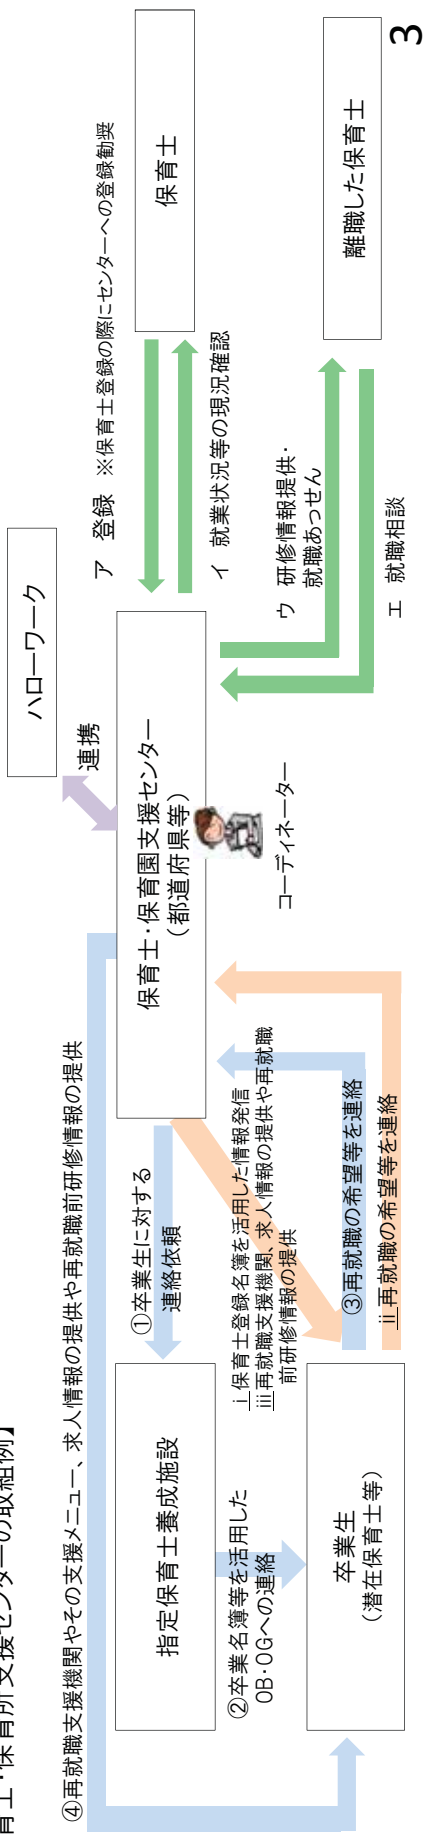 育士・保育所支援センターの取組例】
④再就職支援機関やその支援メニュー、求人情報の提供や再就職前研修情報の提供
ハローワーク
連携
指定保育士養成施設
①卒業生に対する
連絡依頼
保育士・保育園支援センター
（都道府県等）
コーディネーター
ア　登録　※保育士登録の際にセンターへの登録勧奨
イ　就業状況等の現況確認
保育士
②卒業名簿等を活用した
OB・OGへの連絡
ⅰ保育士登録名簿を活用した情報発信
ⅲ再就職支援機関、求人情報の提供や再就職
前研修情報の提供
ウ　研修情報提供・
就職あっせん
エ　就職相談
卒業生
（潜在保育士等）
③再就職の希望等を連絡
ⅱ再就職の希望等を連絡
離職した保育士
3